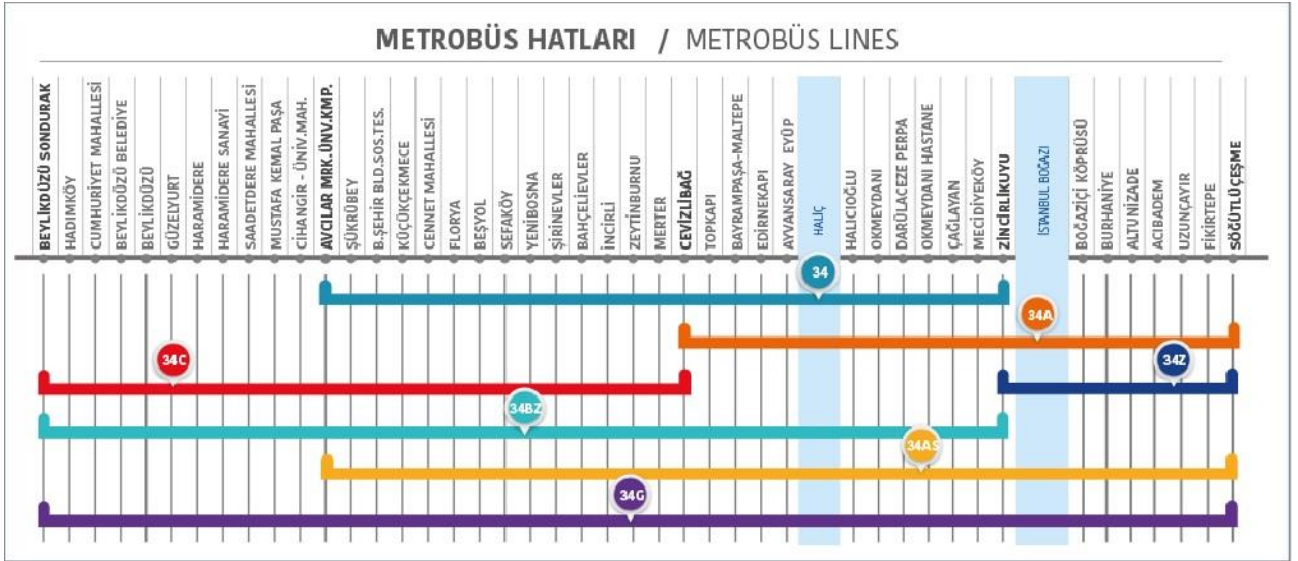 METROBÜS HATLARI / METROBÜS LINES
BEYLİKDÜZÜ SONDURAK
HADIMKÖY
CUMHURİYET MAHALLESİ
BEYLİKDÜZÜ BELEDİYE
BEYLİKDÜZÜ
GÜZELYURT
HARAMİDERE
HARAMİDERE SANAYİ
SAADETDERE MAHALLESİ
MUSTAFA KEMAL PAŞA
CİHANGİR - ÜNİV.MAH.
AVCILAR MRK.ÜNV.KMP.
ŞÜKRÜBEY
B.ŞEHİR BLD.SOS.TES.
KÜÇÜKÇEKMECE
CENNET MAHALLESİ
FLORYA
BEŞYOL
SEFAKÖY
YENİBOSNA
ŞİRİNEVLER
BAHÇELİEVLER
İNCİRLİ
ZEYTİNBURNU
MERTER
CEVİZLİBAĞ
TOPKAPI
BAYRAMPAŞA-MALTEPE
EDİRNEKAPI
AYVANSARAY EYÜP
HALİÇ
HALICIOĞLU
OKMEYDANI
DARÜLACEZE PERPA
OKMEYDANI HASTANE
ÇAĞLAYAN
MECİDİYEKÖY
ZİNCİRLİKUYU
İSTANBUL BOĞAZI
BOĞAZİÇİ KÖPRÜSÜ
BURHANİYE
ALTUNİZADE
ACIBADEM
UZUNÇAYIR
FİKİRTEPE
SÖĞÜTLÜÇEŞME
34
34A
34C
34Z
34BZ
34AS
34G